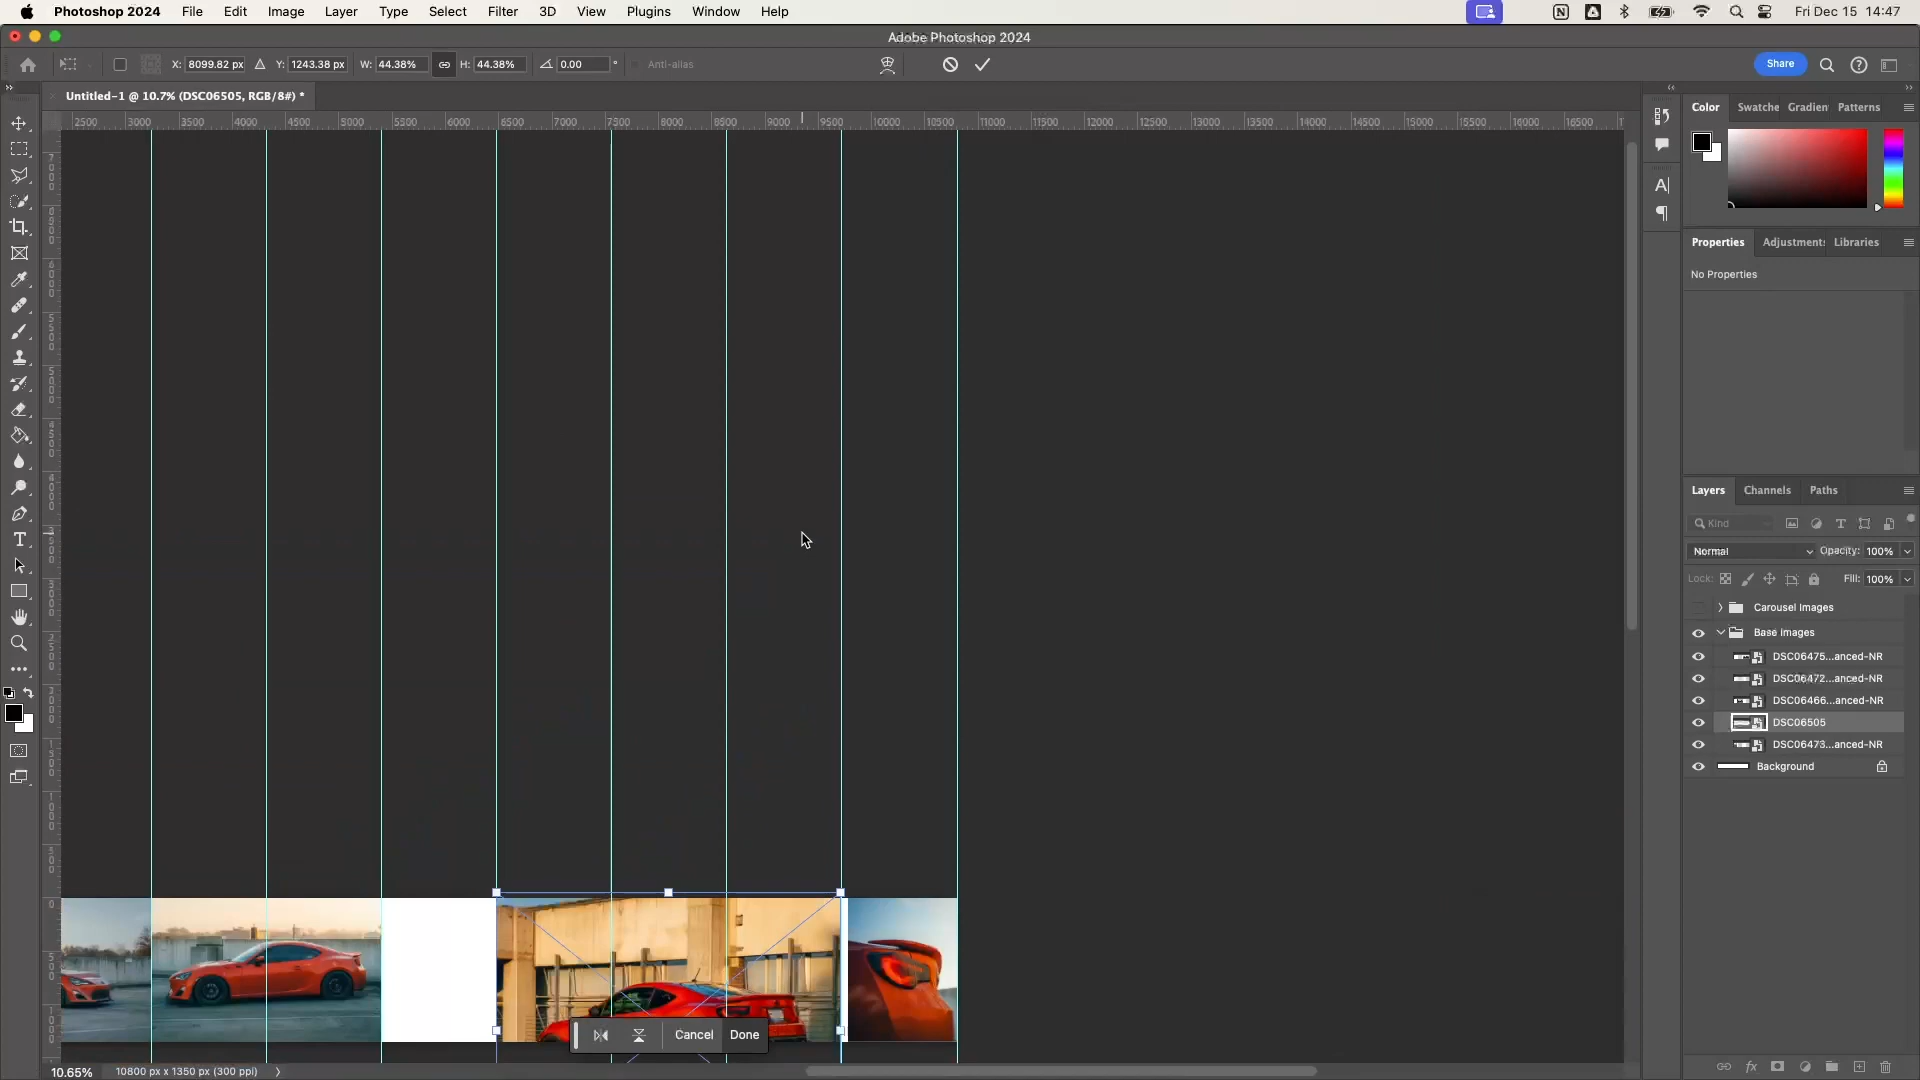 Photoshop 2024 File Edit Image Layer Type Select Filter 3D View Plugins Window Help Fri Dec 15 14:47
Adobe Photoshop 2024
X: 8099.82 px Y: 1243.38 px W: 44.38% H: 44.38% 0.00 ° Anti-alias Share
Untitled-1 @ 10.7% (DSC06505, RGB/8#) *
2500 3000 3500 4000 4500 5000 5500 6000 6500 7000 7500 8000 8500 9000 9500 10000 10500 11000 11500 12000 12500 13000 13500 14000 14500 15000 15500 16000 16500
Color Swatche Gradien Patterns
Properties Adjustments Libraries
No Properties
Layers Channels Paths
Kind
Normal Opacity: 100%
Lock: Fill: 100%
Carousel Images
Base images
DSC06475...anced-NR
DSC06472...anced-NR
DSC06466...anced-NR
DSC06505
DSC06473...anced-NR
Background
Cancel Done
10.65% 10800 px x 1350 px (300 ppi)